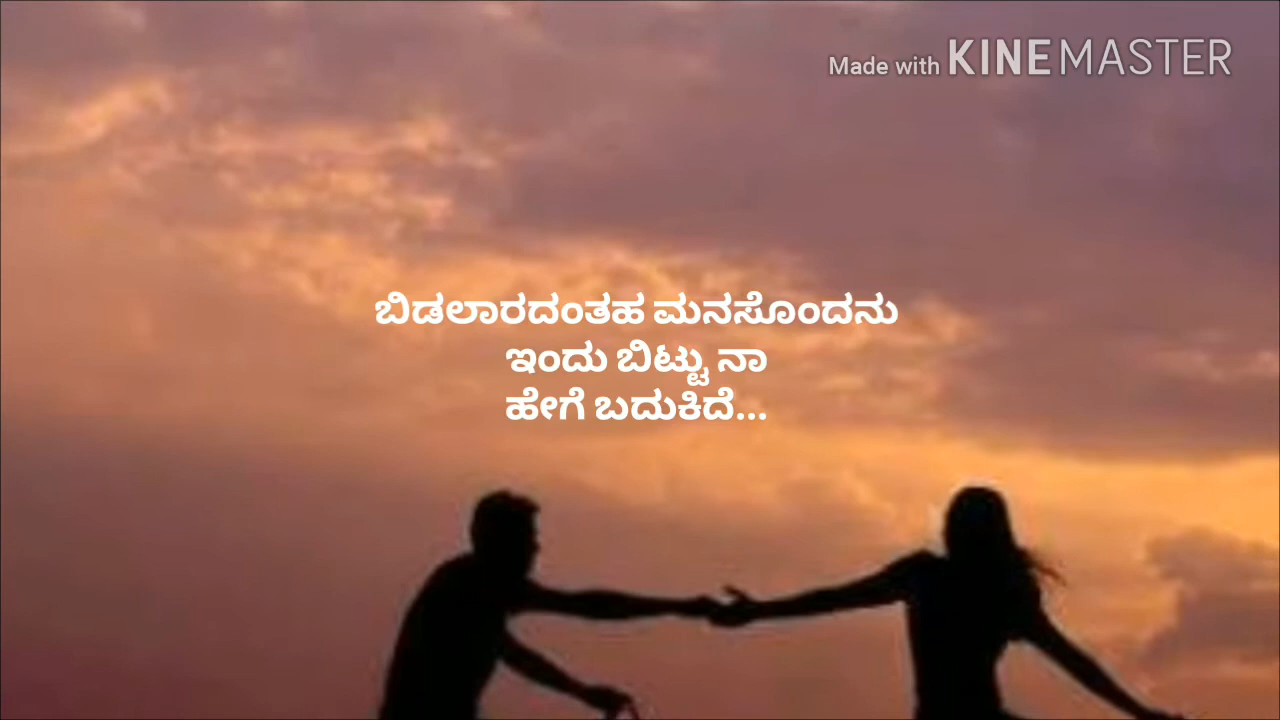 Made with KINEMASTER
ಬಿಡಲಾರದಂತಹ ಮನಸೊಂದನು
ಇಂದು ಬಿಟ್ಟು ನಾ
ಹೇಗೆ ಬದುಕಿದೆ...